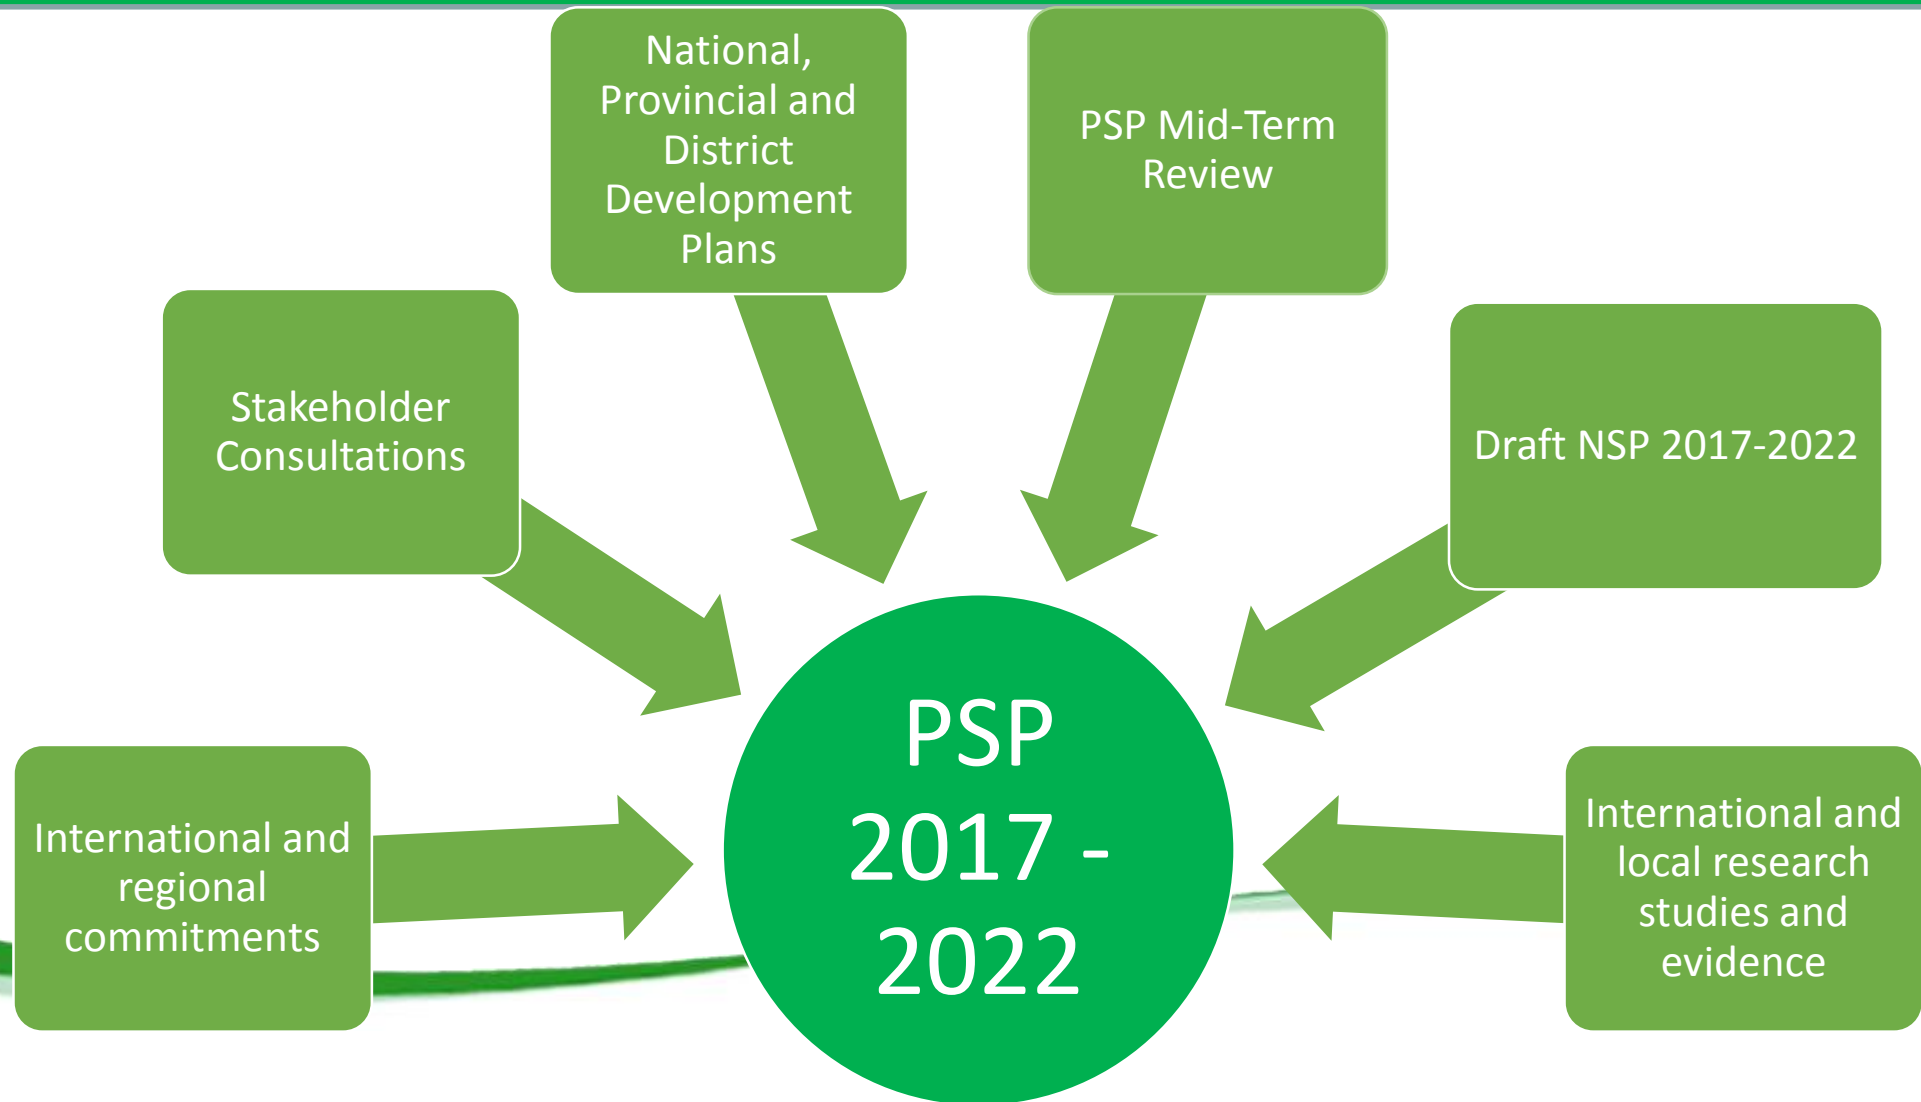 National,
Provincial and
District
Development
Plans
PSP Mid-Term
Review
Stakeholder
Consultations
Draft NSP 2017-2022
International and
regional
commitments
PSP
2017 -
2022
International and
local research
studies and
evidence